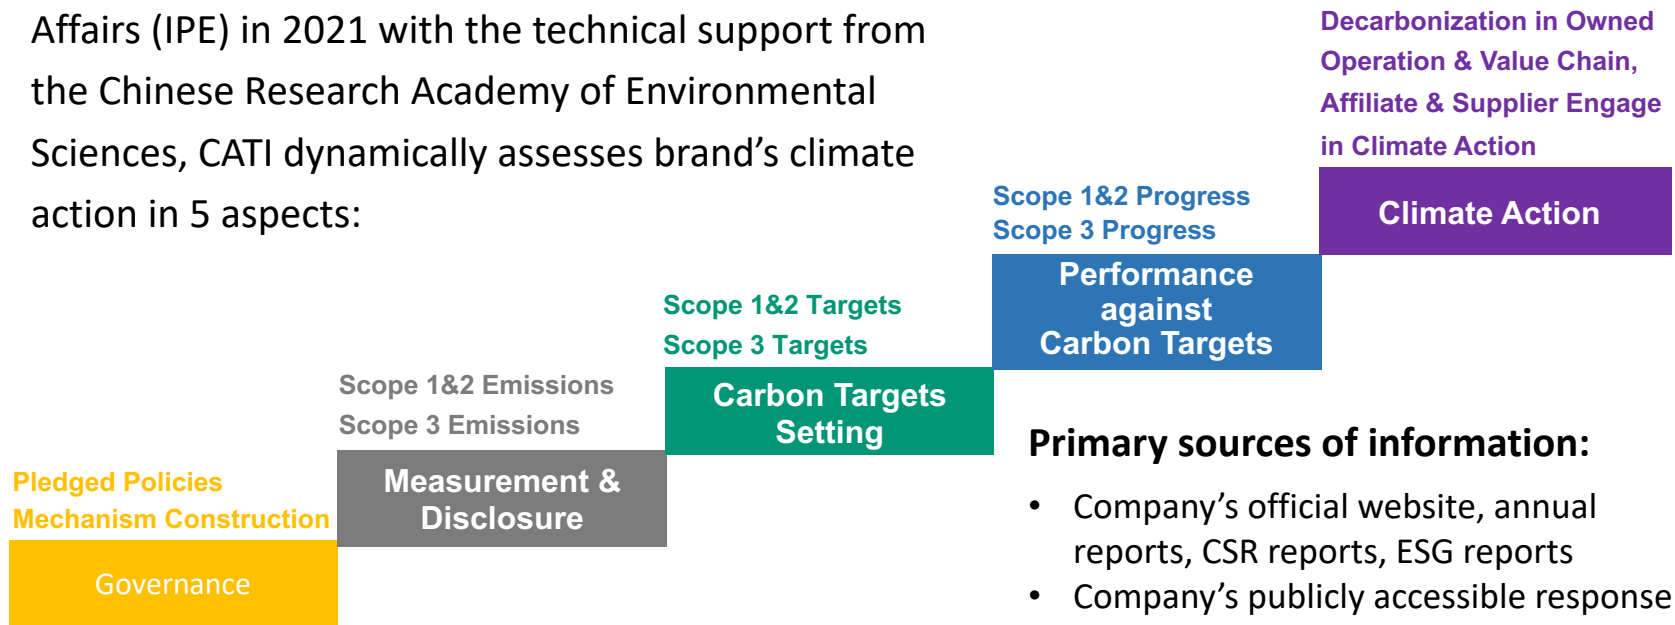 Affairs (IPE) in 2021 with the technical support from
the Chinese Research Academy of Environmental
Sciences, CATI dynamically assesses brand’s climate
action in 5 aspects:
Pledged Policies
Mechanism Construction
Governance
Scope 1&2 Emissions
Scope 3 Emissions
Measurement &
Disclosure
Scope 1&2 Targets
Scope 3 Targets
Carbon Targets
Setting
Scope 1&2 Progress
Scope 3 Progress
Performance
against
Carbon Targets
Decarbonization in Owned
Operation & Value Chain,
Affiliate & Supplier Engage
in Climate Action
Climate Action
Primary sources of information:
• Company’s official website, annual
reports, CSR reports, ESG reports
• Company’s publicly accessible response